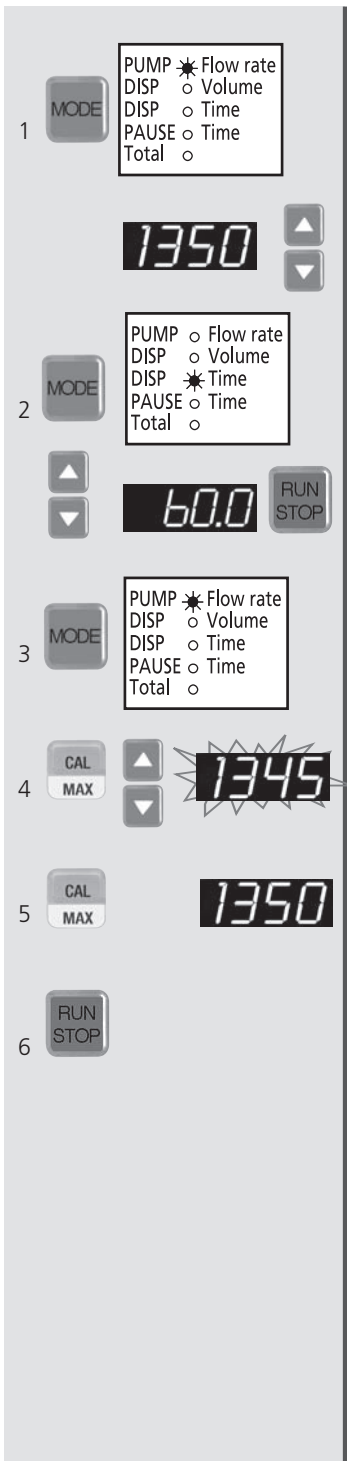 1
MODE
PUMP Flow rate
DISP Volume
DISP Time
PAUSE Time
Total
1350
2
MODE
PUMP Flow rate
DISP Volume
DISP Time
PAUSE Time
Total
60.0
RUN
STOP
3
MODE
PUMP Flow rate
DISP Volume
DISP Time
PAUSE Time
Total
4
CAL
MAX
1345
5
CAL
MAX
1350
6
RUN
STOP